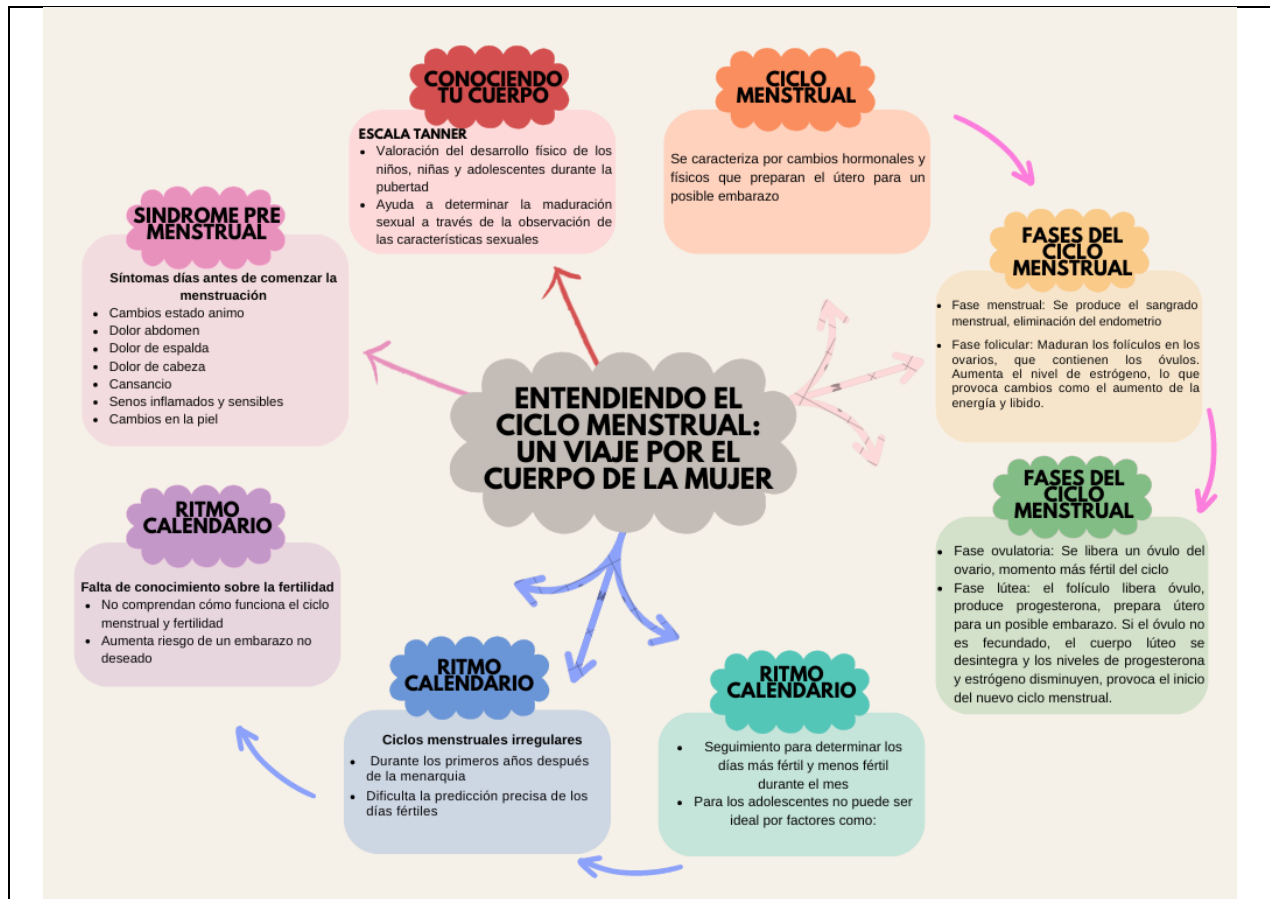 CONOCIENDO
TU CUERPO
ESCALA TANNER
• Valoración del desarrollo físico de los
niños, niñas y adolescentes durante la
pubertad
• Ayuda a determinar la maduración
sexual a través de la observación de
las características sexuales
CICLO
MENSTRUAL
Se caracteriza por cambios hormonales y
físicos que preparan el útero para un
posible embarazo
SINDROME PRE
MENSTRUAL
Síntomas días antes de comenzar la
menstruación
• Cambios estado animo
• Dolor abdomen
• Dolor de espalda
• Dolor de cabeza
• Cansancio
• Senos inflamados y sensibles
• Cambios en la piel
FASES DEL
CICLO
MENSTRUAL
• Fase menstrual: Se produce el sangrado
menstrual, eliminación del endometrio
• Fase folicular: Maduran los folículos en los
ovarios, que contienen los óvulos.
Aumenta el nivel de estrógeno, lo que
provoca cambios como el aumento de la
energía y libido.
ENTENDIENDO EL
CICLO MENSTRUAL:
UN VIAJE POR EL
CUERPO DE LA MUJER
FASES DEL
CICLO
MENSTRUAL
• Fase ovulatoria: Se libera un óvulo del
ovario, momento más fértil del ciclo
• Fase lútea: el folículo libera óvulo,
produce progesterona, prepara útero
para un posible embarazo. Si el óvulo no
es fecundado, el cuerpo lúteo se
desintegra y los niveles de progesterona
y estrógeno disminuyen, provoca el inicio
del nuevo ciclo menstrual.
RITMO
CALENDARIO
Falta de conocimiento sobre la fertilidad
• No comprendan cómo funciona el ciclo
menstrual y fertilidad
• Aumenta riesgo de un embarazo no
deseado
RITMO
CALENDARIO
Ciclos menstruales irregulares
• Durante los primeros años después
de la menarquia
• Dificulta la predicción precisa de los
días fértiles
RITMO
CALENDARIO
• Seguimiento para determinar los
días más fértil y menos fértil
durante el mes
• Para los adolescentes no puede ser
ideal por factores como: